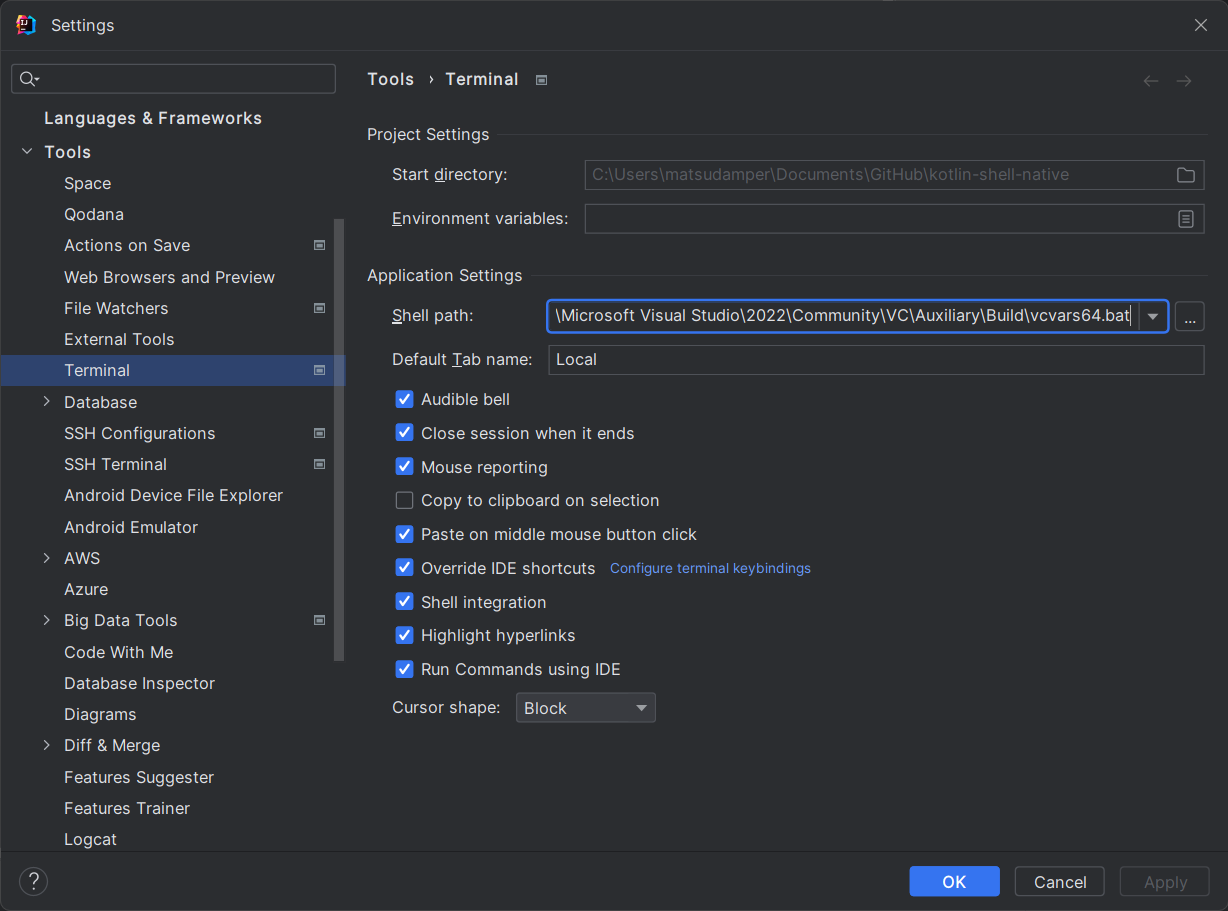 Settings
Languages & Frameworks
Tools
Space
Qodana
Actions on Save
Web Browsers and Preview
File Watchers
External Tools
Terminal
Database
SSH Configurations
SSH Terminal
Android Device File Explorer
Android Emulator
AWS
Azure
Big Data Tools
Code With Me
Database Inspector
Diagrams
Diff & Merge
Features Suggester
Features Trainer
Logcat
Tools › Terminal
Project Settings
Start directory: C:\Users\matsudamper\Documents\GitHub\kotlin-shell-native
Environment variables:
Application Settings
Shell path: \Microsoft Visual Studio\2022\Community\VC\Auxiliary\Build\vcvars64.bat ...
Default Tab name: Local
Audible bell
Close session when it ends
Mouse reporting
Copy to clipboard on selection
Paste on middle mouse button click
Override IDE shortcuts Configure terminal keybindings
Shell integration
Highlight hyperlinks
Run Commands using IDE
Cursor shape: Block
? OK Cancel Apply